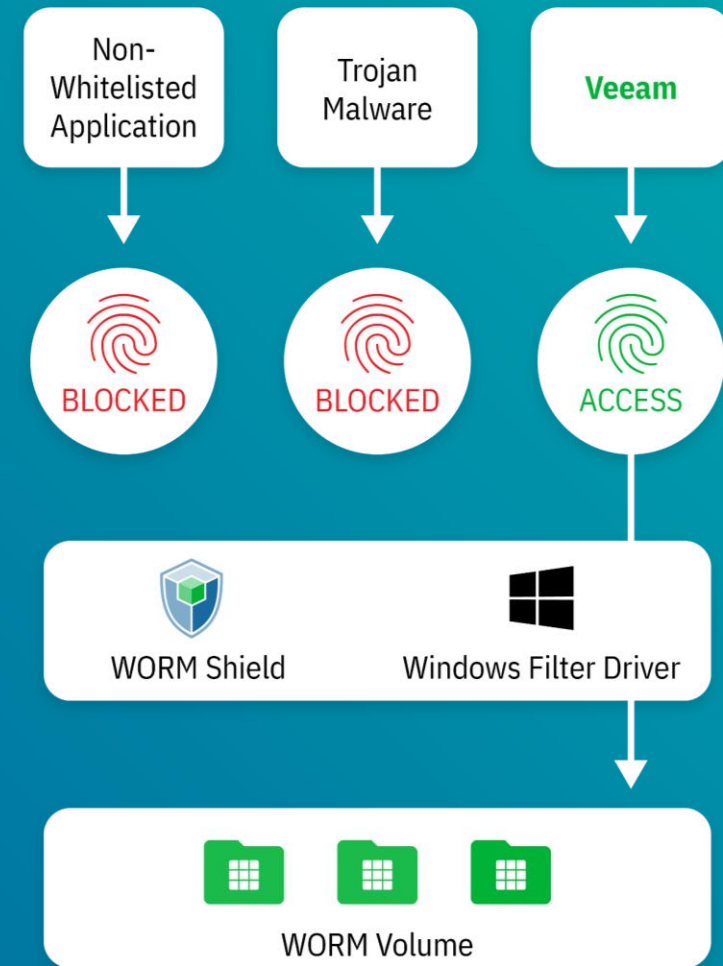 Non-
Whitelisted
Application
Trojan
Malware
Veeam
BLOCKED
BLOCKED
ACCESS
WORM Shield
Windows Filter Driver
WORM Volume